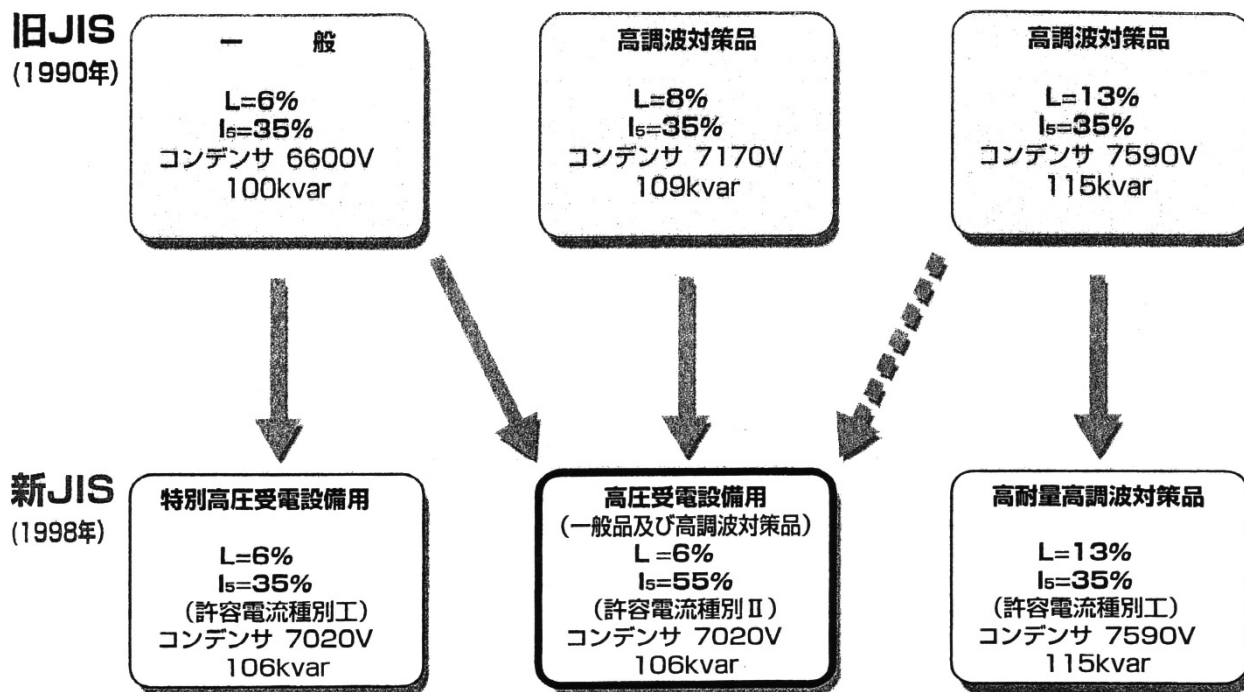 旧JIS
(1990年)
一 般
L=6%
I₅=35%
コンデンサ 6600V
100kvar
高調波対策品
L=8%
I₅=35%
コンデンサ 7170V
109kvar
高調波対策品
L=13%
I₅=35%
コンデンサ 7590V
115kvar
新JIS
(1998年)
特別高圧受電設備用
L=6%
I₅=35%
(許容電流種別工)
コンデンサ 7020V
106kvar
高圧受電設備用
(一般品及び高調波対策品)
L=6%
I₅=55%
(許容電流種別Ⅱ)
コンデンサ 7020V
106kvar
高耐量高調波対策品
L=13%
I₅=35%
(許容電流種別工)
コンデンサ 7590V
115kvar